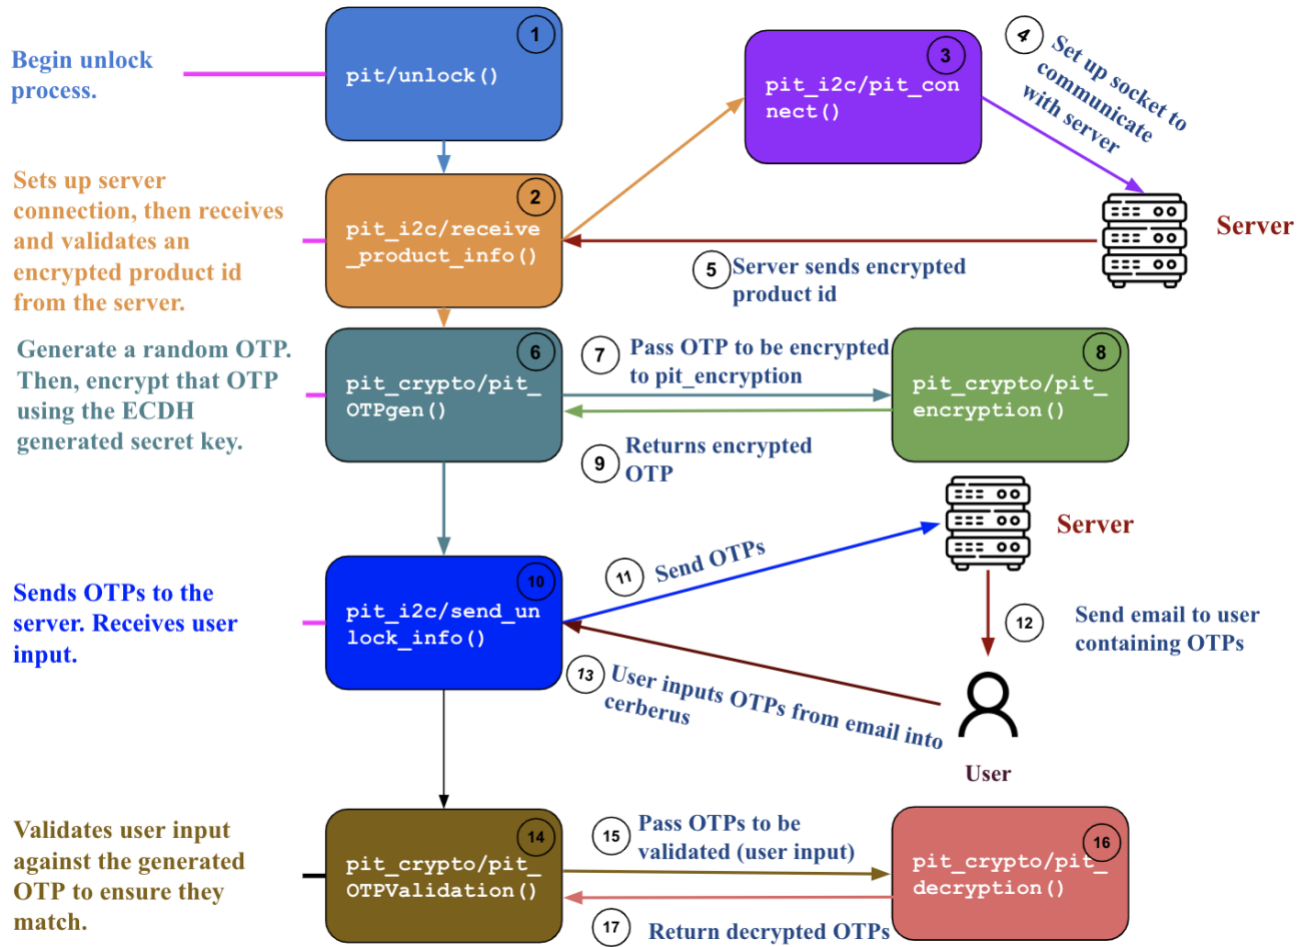 Begin unlock
process.
1
pit/unlock()
3
pit_i2c/pit_con
nect()
4
Set up socket to
communicate
with server
Sets up server
connection, then receives
and validates an
encrypted product id
from the server.
2
pit_i2c/receive
_product_info()
Server
5
Server sends encrypted
product id
Generate a random OTP.
Then, encrypt that OTP
using the ECDH
generated secret key.
6
pit_crypto/pit_
OTPgen()
7
Pass OTP to be encrypted
to pit_encryption
8
pit_crypto/pit_
encryption()
9
Returns encrypted
OTP
Server
Sends OTPs to the
server. Receives user
input.
10
pit_i2c/send_un
lock_info()
11
Send OTPs
12
Send email to user
containing OTPs
13
User inputs OTPs from email into
cerberus
User
Validates user input
against the generated
OTP to ensure they
match.
14
pit_crypto/pit_
OTPValidation()
15
Pass OTPs to be
validated (user input)
16
pit_crypto/pit_
decryption()
17
Return decrypted OTPs